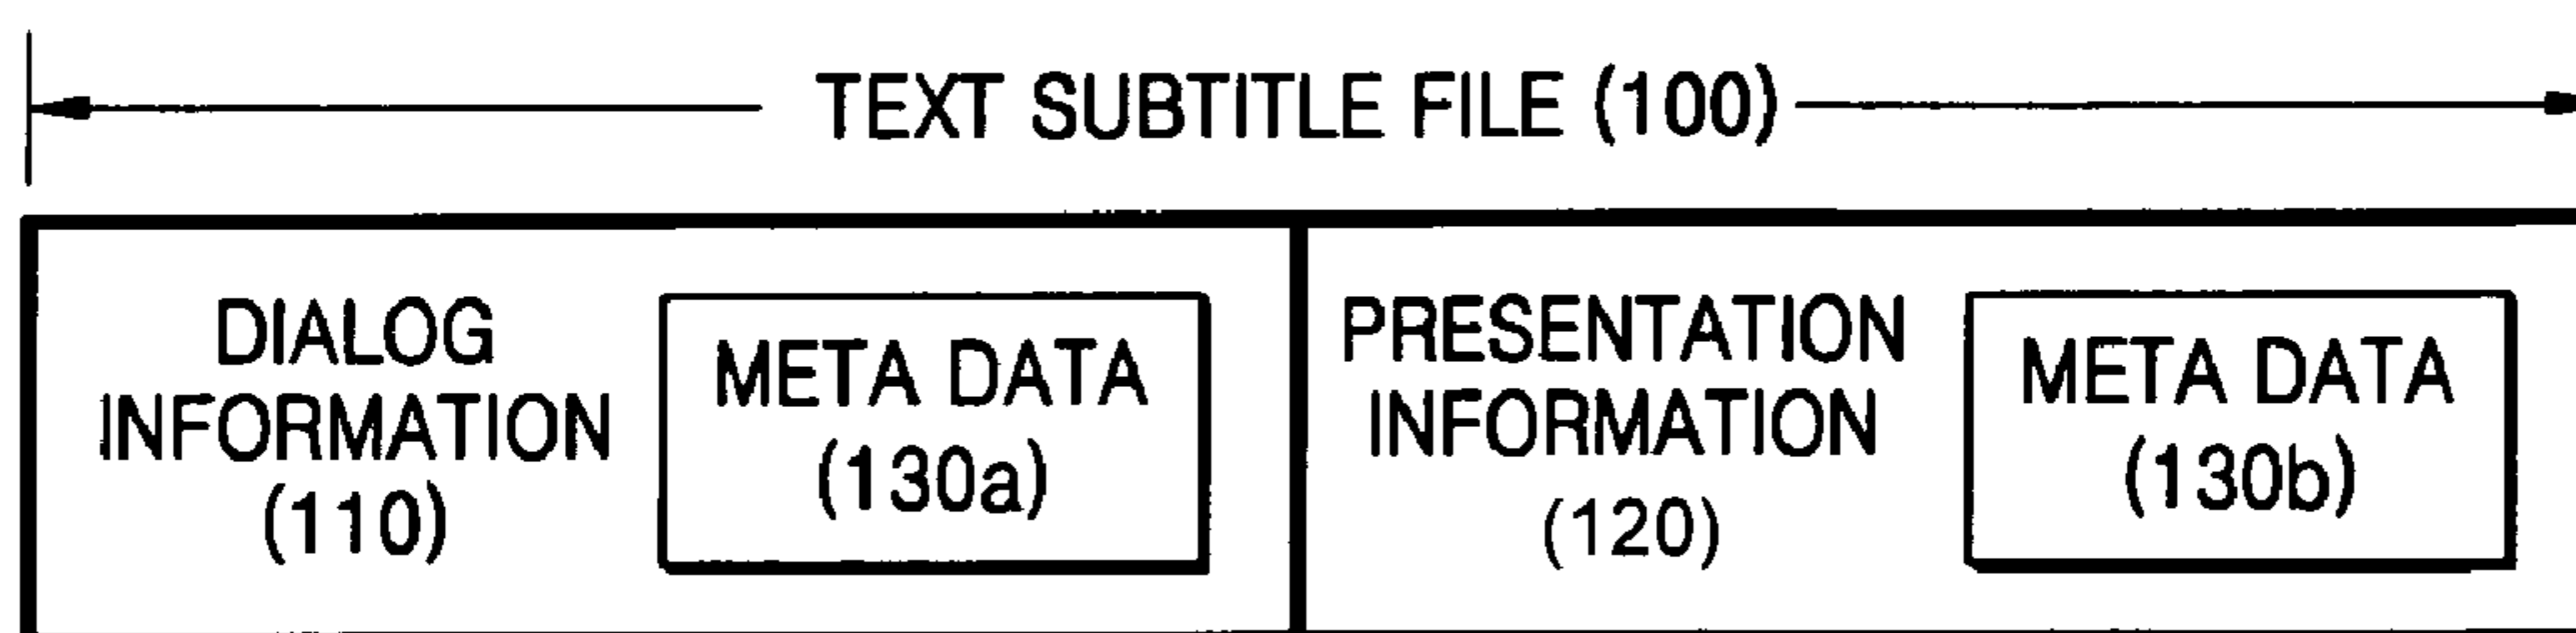 TEXT SUBTITLE FILE (100)
DIALOG
INFORMATION
(110)
META DATA
(130a)
PRESENTATION
INFORMATION
(120)
META DATA
(130b)